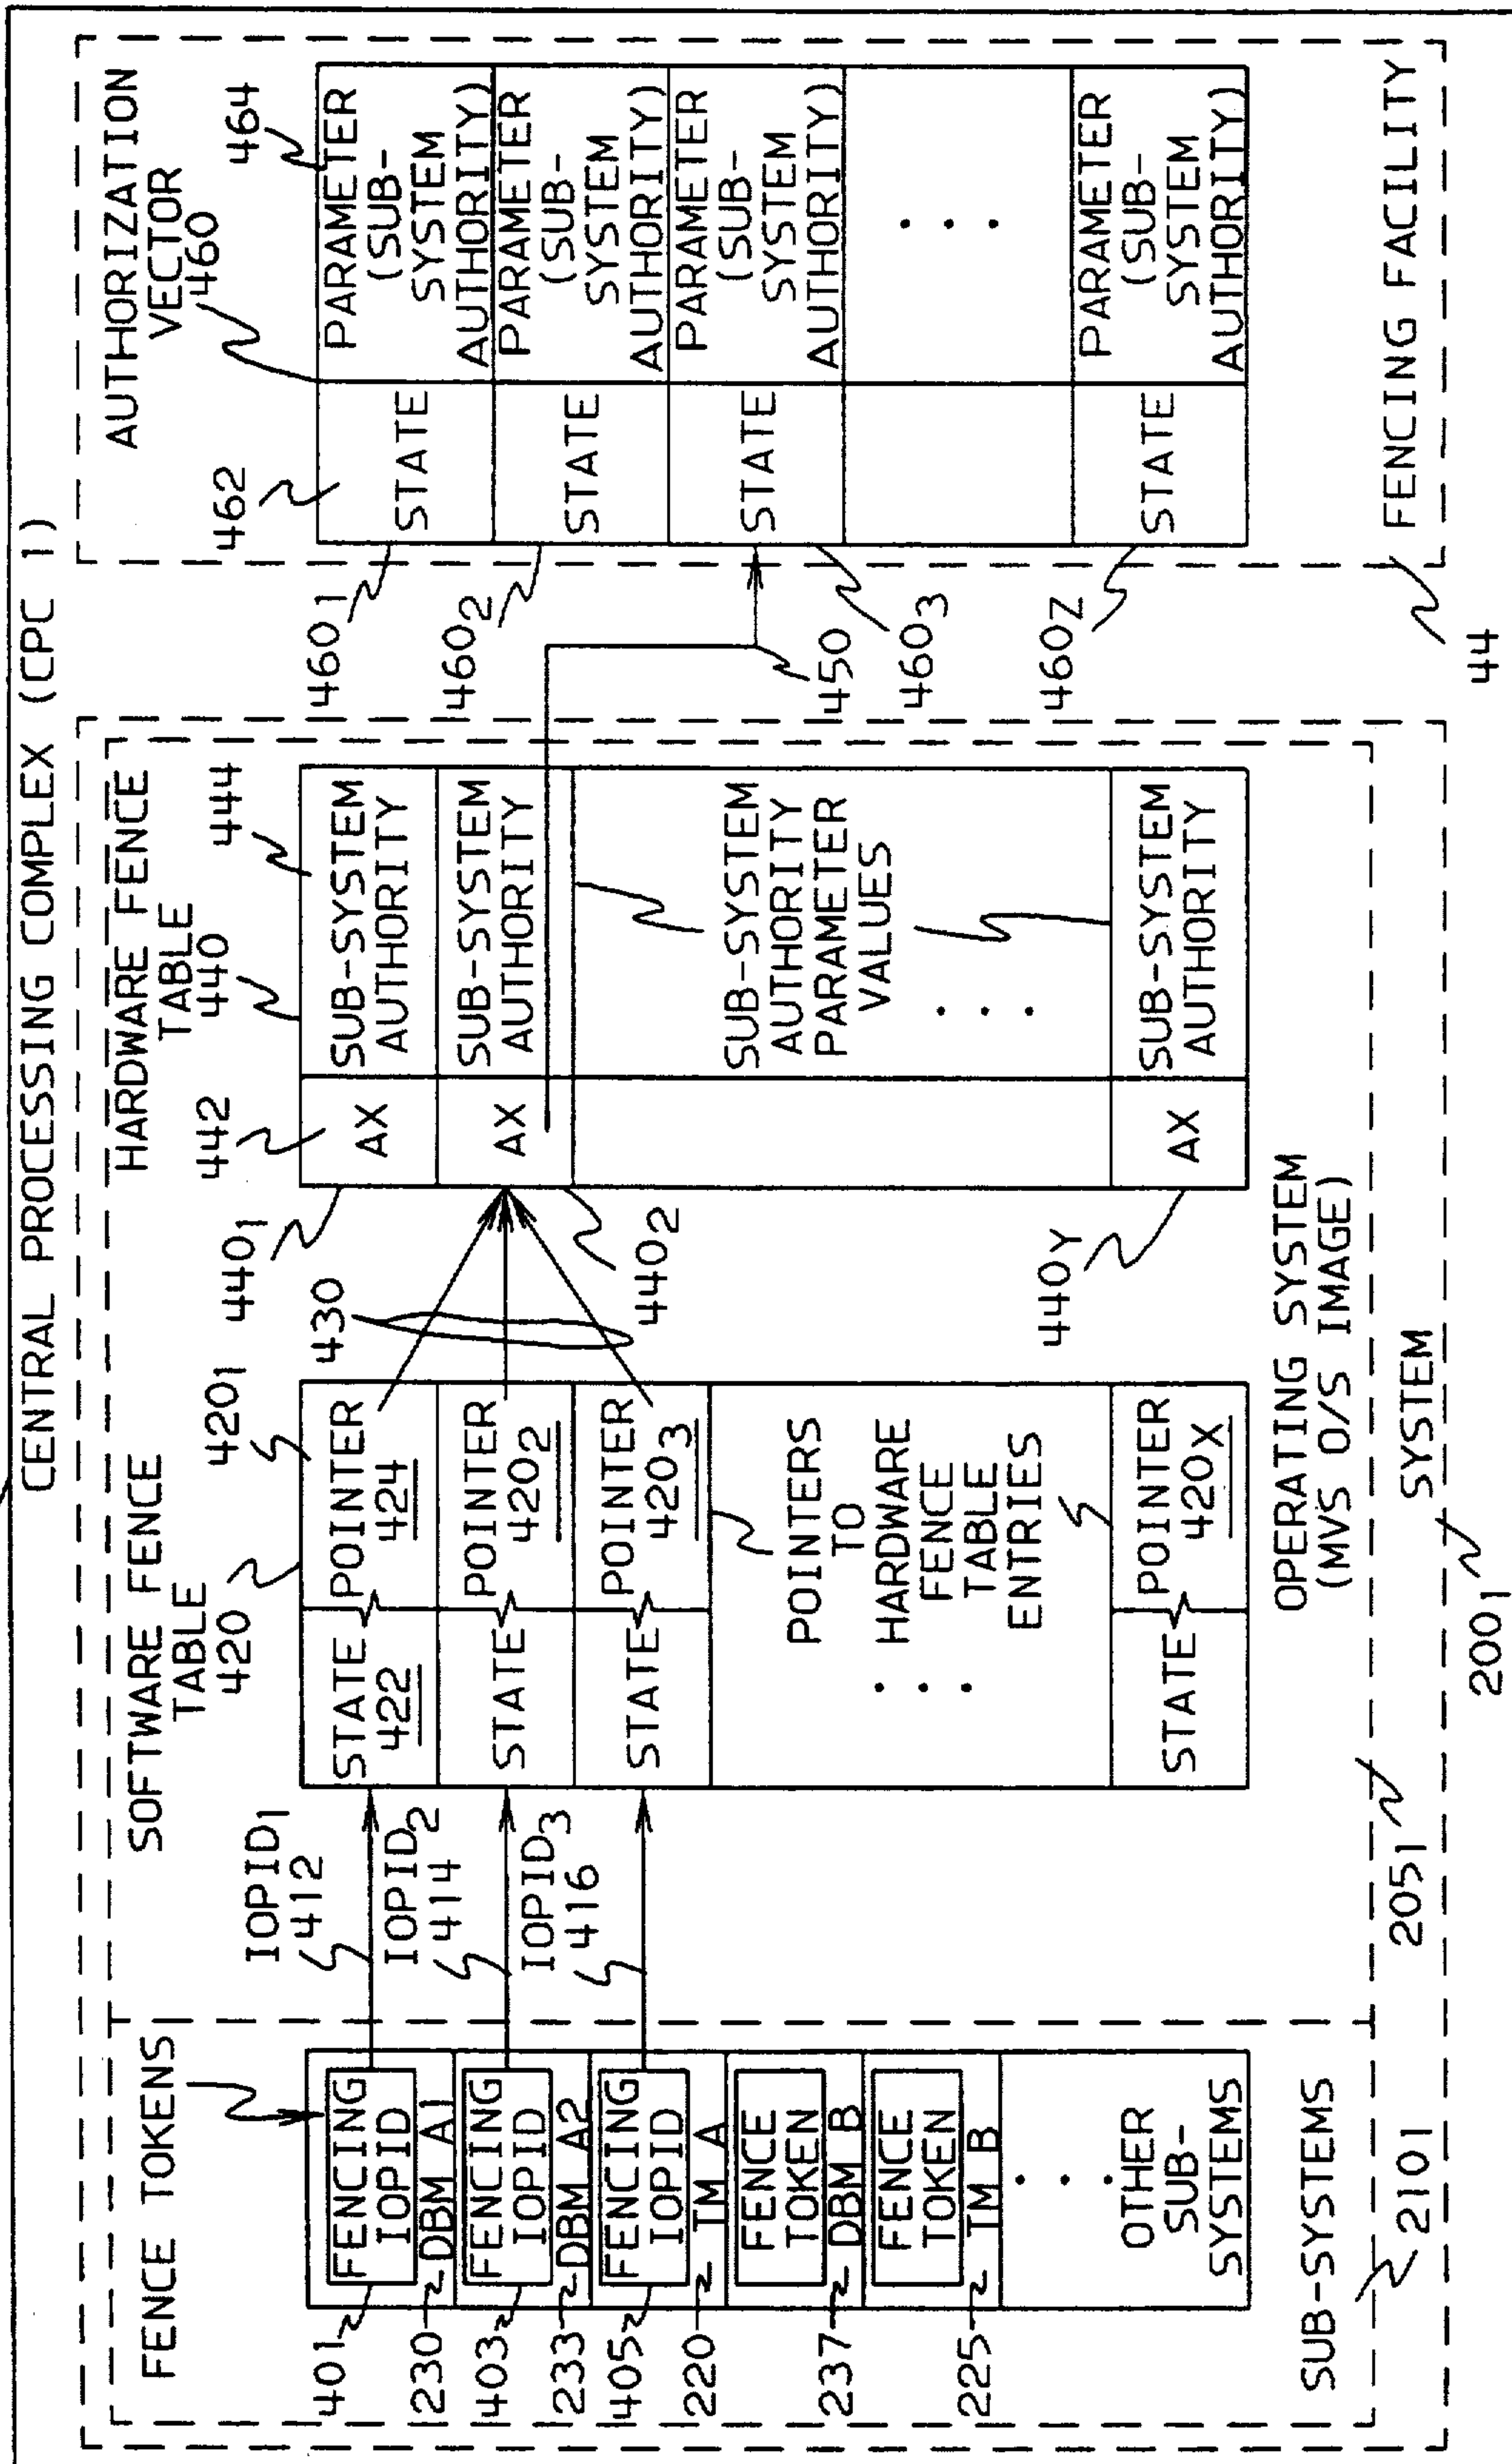 CENTRAL PROCESSING COMPLEX (CPC 1)
FENCE TOKENS
401
FENCING
IOPID
230
DBM A1
403
FENCING
IOPID
233
DBM A2
405
FENCING
IOPID
220
TM A
237
FENCE
TOKEN
DBM B
225
FENCE
TOKEN
TM B
. . .
OTHER
SUB-
SYSTEMS
SUB-SYSTEMS
2101
IOPID1
412
IOPID2
414
IOPID3
416
SOFTWARE FENCE
TABLE
420
4201
STATE
422
POINTER
424
STATE
POINTER
4202
STATE
POINTER
4203
. . .
POINTERS
TO
HARDWARE
FENCE
TABLE
ENTRIES
STATE
POINTER
420X
430
HARDWARE FENCE
TABLE
440
442
444
4401
AX
SUB-SYSTEM
AUTHORITY
4402
AX
SUB-SYSTEM
AUTHORITY
SUB-SYSTEM
AUTHORITY
PARAMETER
VALUES
. . .
440Y
AX
SUB-SYSTEM
AUTHORITY
OPERATING SYSTEM
(MVS O/S IMAGE)
2051
SYSTEM
2001
450
AUTHORIZATION
VECTOR
460
462
464
4601
STATE
PARAMETER
(SUB-
SYSTEM
AUTHORITY)
4602
STATE
PARAMETER
(SUB-
SYSTEM
AUTHORITY)
4603
STATE
PARAMETER
(SUB-
SYSTEM
AUTHORITY)
. . .
460Z
STATE
PARAMETER
(SUB-
SYSTEM
AUTHORITY)
FENCING FACILITY
44